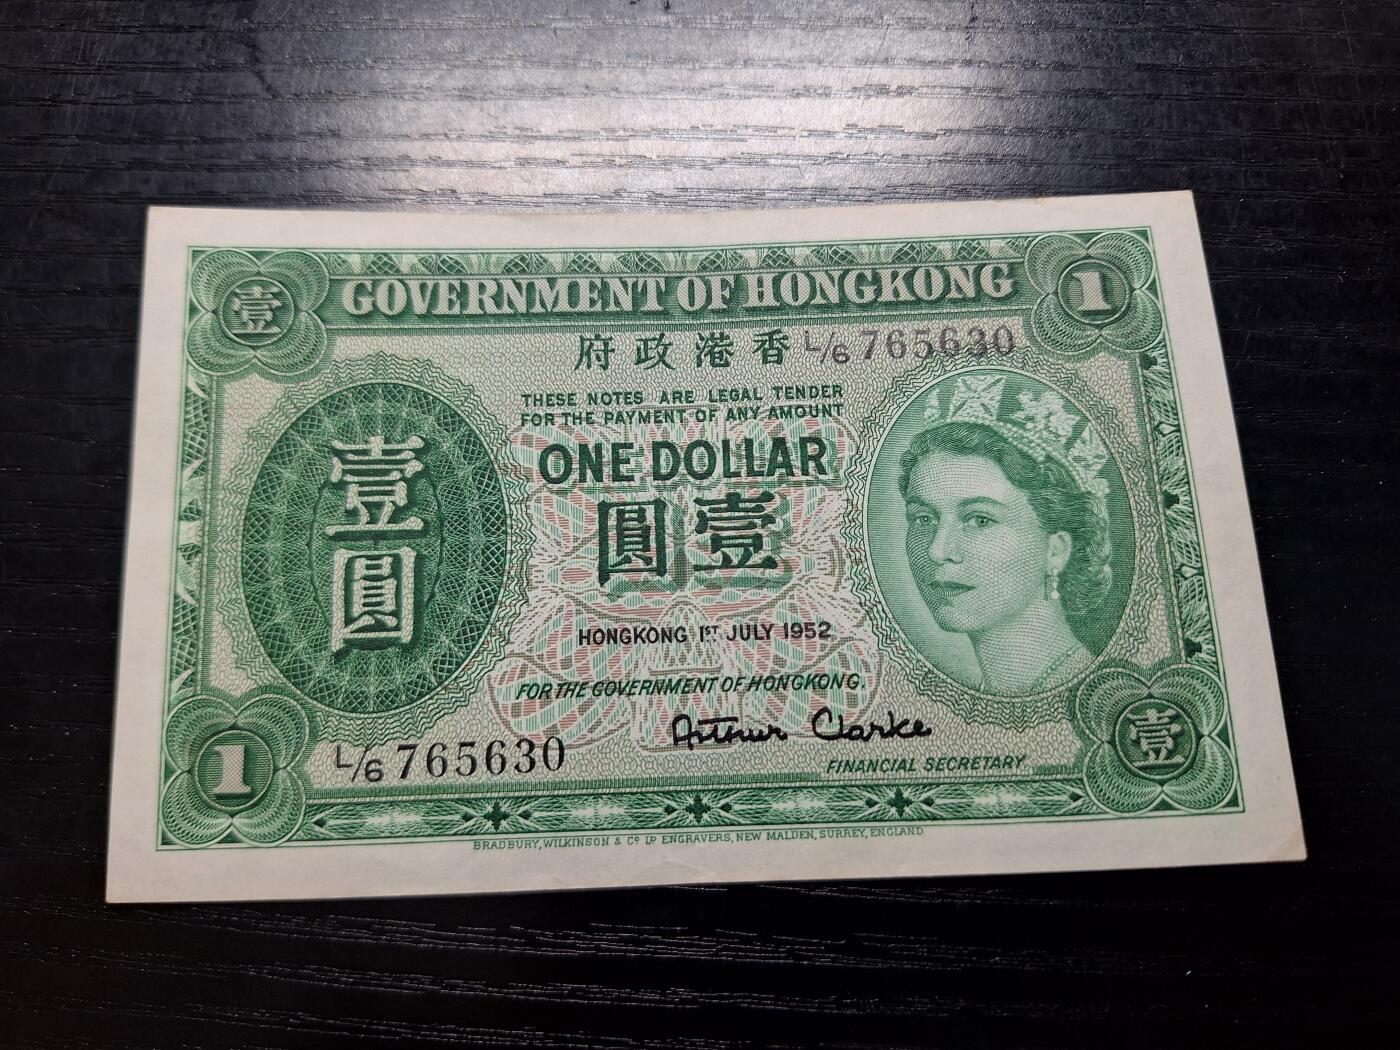 壹 GOVERNMENT OF HONGKONG 1
府政港香 L/6 765630
THESE NOTES ARE LEGAL TENDER
FOR THE PAYMENT OF ANY AMOUNT
ONE DOLLAR
圓壹
壹
圓
HONGKONG 1ST JULY 1952
FOR THE GOVERNMENT OF HONGKONG.
Arthur Clarke
FINANCIAL SECRETARY
1 L/6 765630 壹
BRADBURY, WILKINSON & Co Ld ENGRAVERS, NEW MALDEN, SURREY, ENGLAND